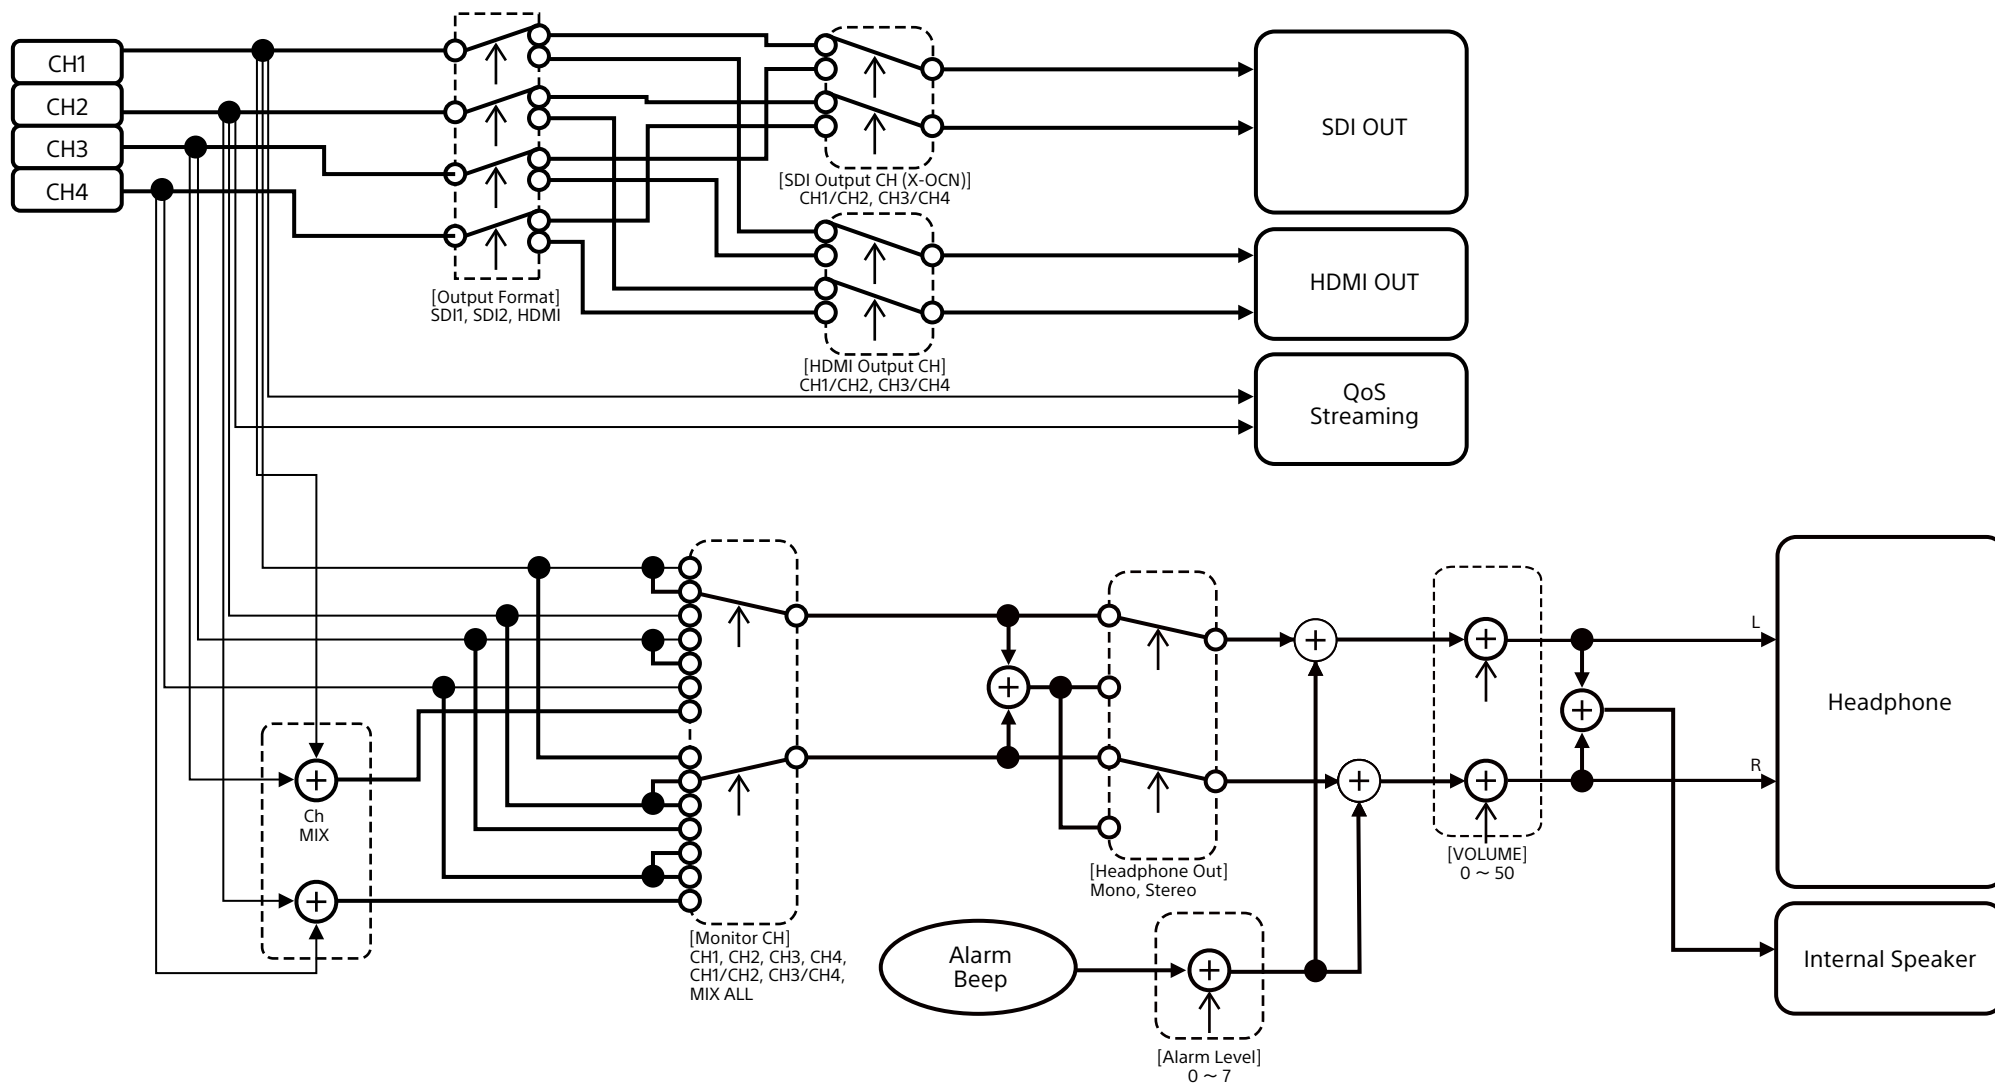 CH1
CH2
CH3
CH4
[Output Format]
SDI1, SDI2, HDMI
[SDI Output CH (X-OCN)]
CH1/CH2, CH3/CH4
[HDMI Output CH]
CH1/CH2, CH3/CH4
SDI OUT
HDMI OUT
QoS
Streaming
Ch
MIX
[Monitor CH]
CH1, CH2, CH3, CH4,
CH1/CH2, CH3/CH4,
MIX ALL
[Headphone Out]
Mono, Stereo
Alarm
Beep
[Alarm Level]
0 ~ 7
[VOLUME]
0 ~ 50
L
R
Headphone
Internal Speaker